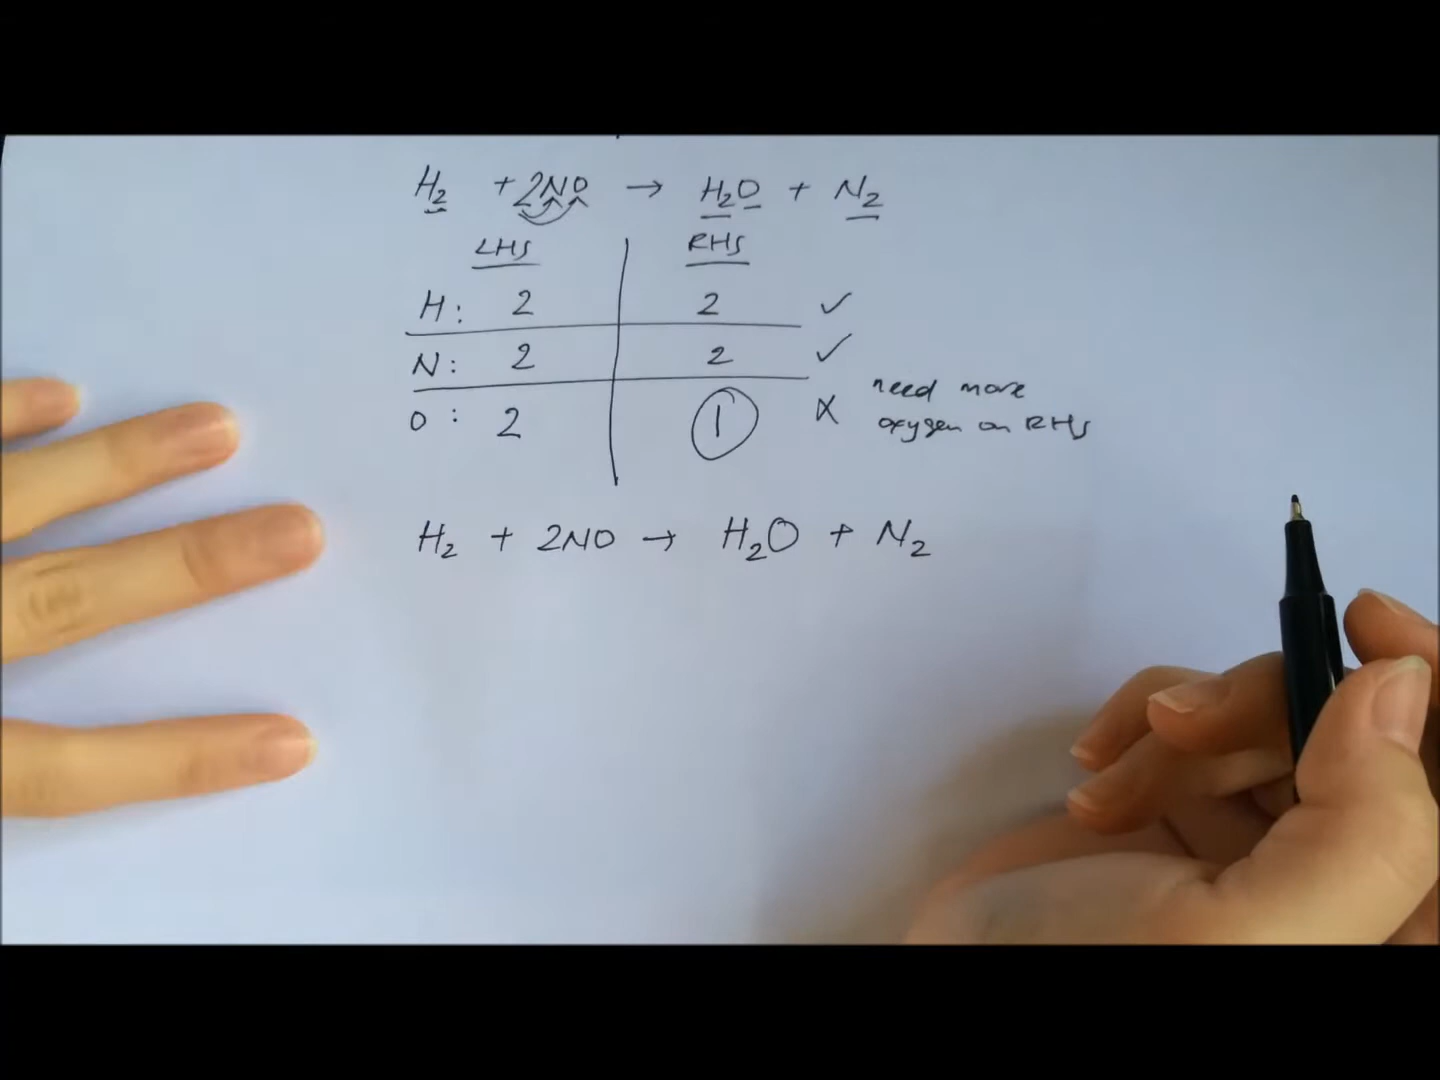 H₂ + 2NO → H₂O + N₂
LHS RHS
H: 2 2 ✓
N: 2 2 ✓
O: 2 1 X need more
oxygen on RHS
H₂ + 2NO → H₂O + N₂